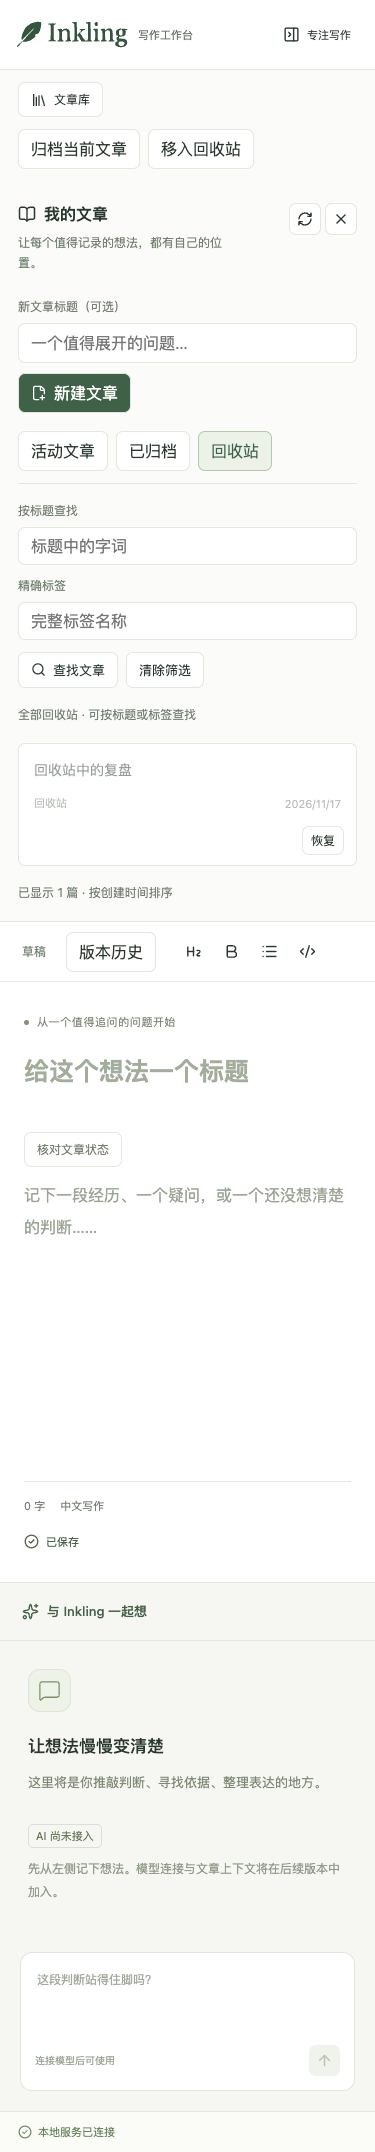 Inkling 写作工作台 专注写作
文章库
归档当前文章 移入回收站
我的文章
让每个值得记录的想法，都有自己的位
置。
新文章标题（可选）
一个值得展开的问题...
新建文章
活动文章 已归档 回收站
按标题查找
标题中的字词
精确标签
完整标签名称
查找文章 清除筛选
全部回收站 · 可按标题或标签查找
回收站中的复盘
回收站 2026/11/17
恢复
已显示 1 篇 · 按创建时间排序
草稿 版本历史 H₂ B
从一个值得追问的问题开始
给这个想法一个标题
核对文章状态
记下一段经历、一个疑问，或一个还没想清楚
的判断……
0 字 中文写作
已保存
与 Inkling 一起想
让想法慢慢变清楚
这里将是你推敲判断、寻找依据、整理表达的地方。
AI 尚未接入
先从左侧记下想法。模型连接与文章上下文将在后续版本中
加入。
这段判断站得住脚吗？
连接模型后可使用
本地服务已连接